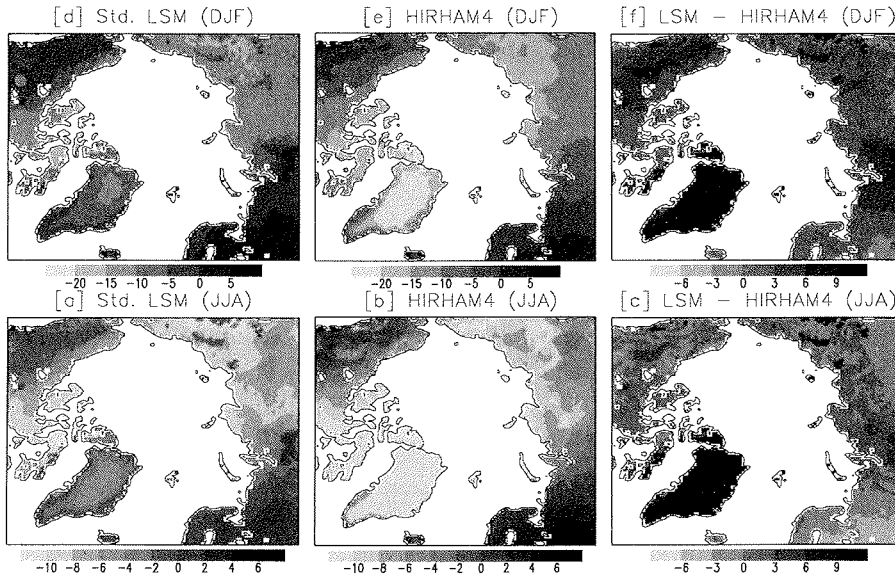 [d] Std. LSM (DJF)
[e] HIRHAM4 (DJF)
[f] LSM - HIRHAM4 (DJF)
-20 -15 -10 -5 0 5
-20 -15 -10 -5 0 5
-6 -3 3 6 9
[a] Std. LSM (JJA)
[b] HIRHAM4 (JJA)
[c] LSM - HIRHAM4 (JJA)
-10 -8 -6 -4 -2 0 2 4 6
-10 -8 -6 -4 -2 0 2 4 6
-6 -3 3 6 9